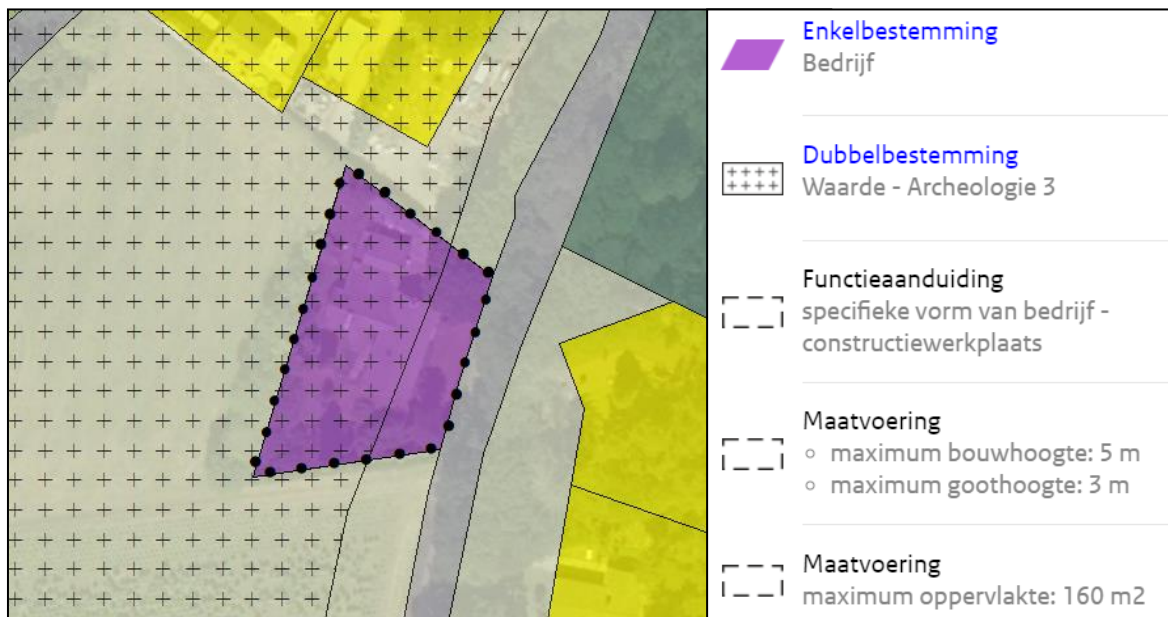 Enkelbestemming
Bedrijf
Dubbelbestemming
Waarde - Archeologie 3
Functieaanduiding
specifieke vorm van bedrijf -
constructiewerkplaats
Maatvoering
maximum bouwhoogte: 5 m
maximum goothoogte: 3 m
Maatvoering
maximum oppervlakte: 160 m2